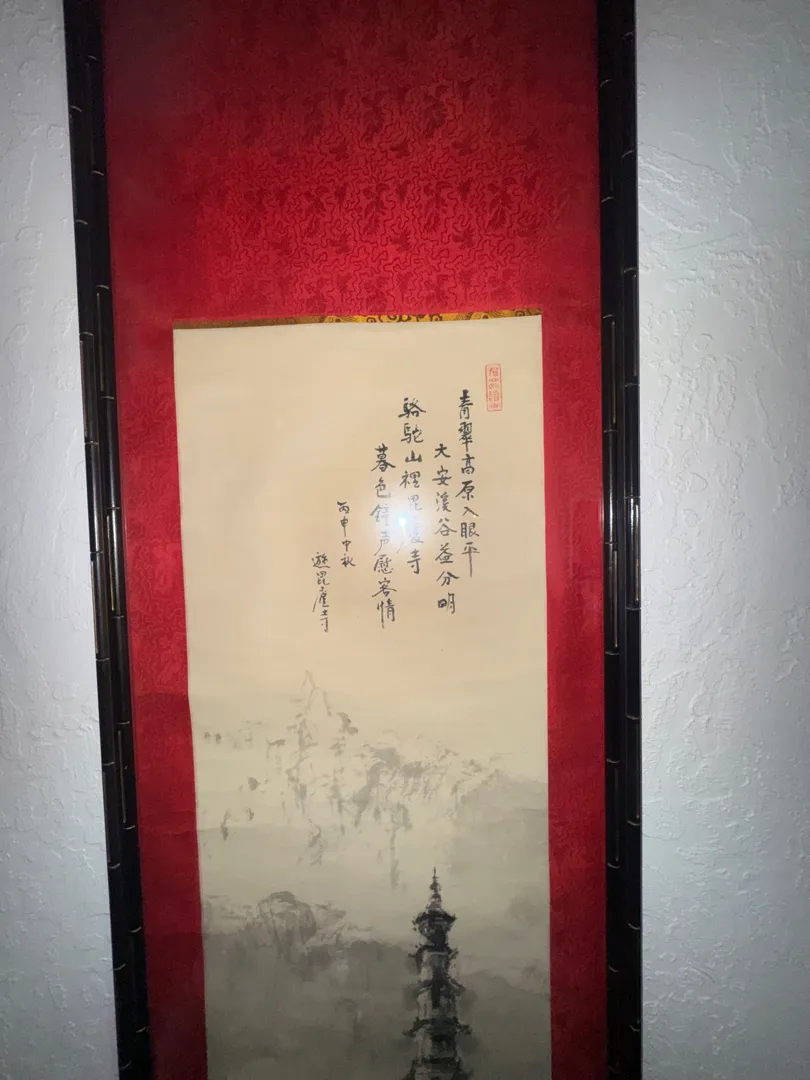 青翠高原入眼平
大安溪谷益分明
駱駝山裡毘盧寺
暮色鐘声慰客情
丙申中秋
遊毘盧寺